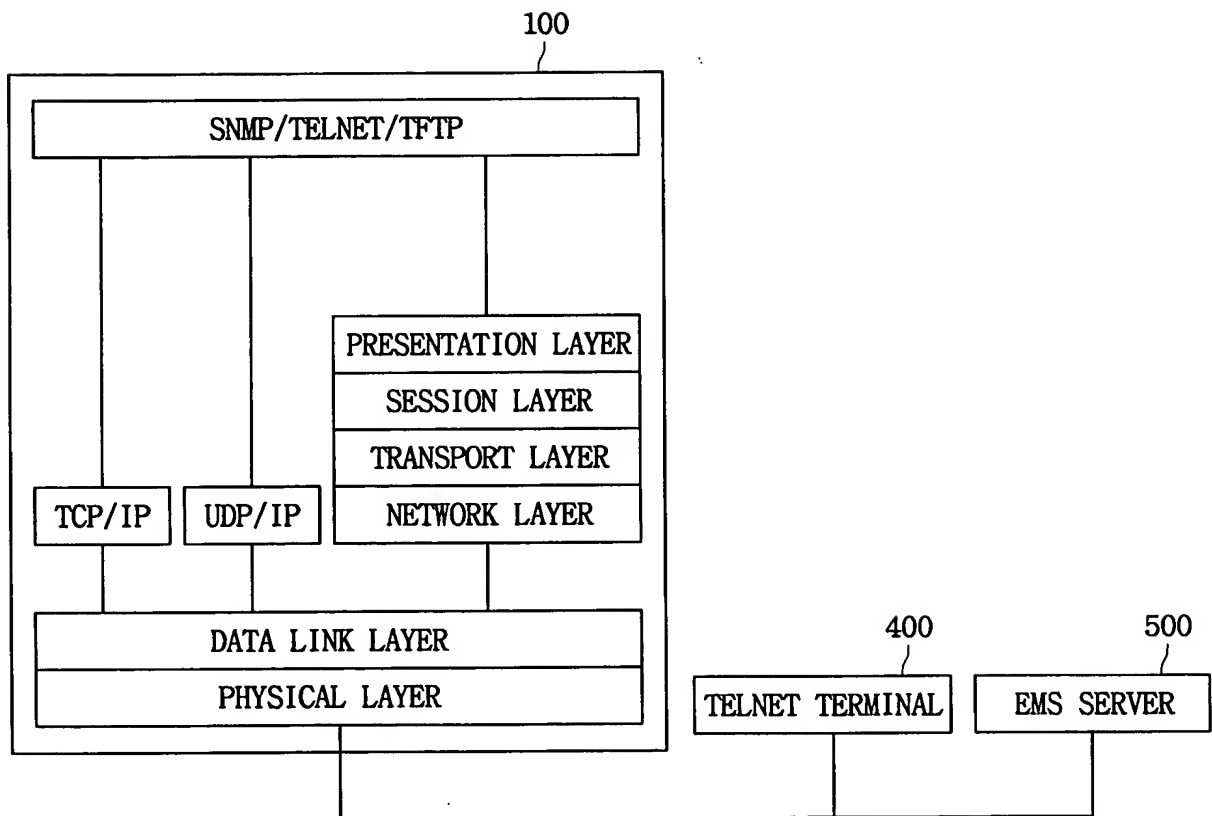 100
SNMP/TELNET/TFTP
PRESENTATION LAYER
SESSION LAYER
TRANSPORT LAYER
TCP/IP
UDP/IP
NETWORK LAYER
DATA LINK LAYER
PHYSICAL LAYER
400
500
TELNET TERMINAL
EMS SERVER